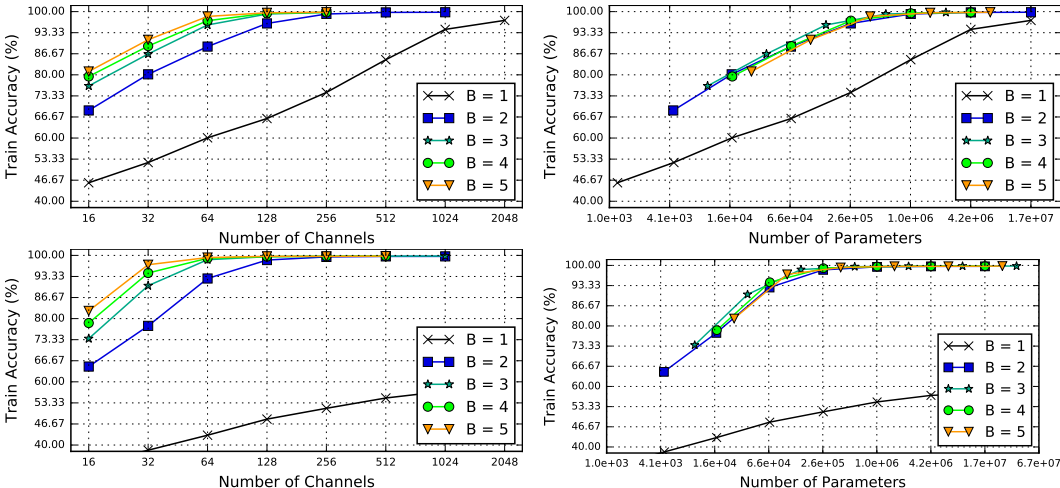 100.00
93.33
86.67
80.00
73.33
66.67
60.00
53.33
46.67
40.00
Train Accuracy (%)
B = 1
B = 2
B = 3
B = 4
B = 5
16 32 64 128 256 512 1024 2048
Number of Channels
100.00
93.33
86.67
80.00
73.33
66.67
60.00
53.33
46.67
40.00
Train Accuracy (%)
B = 1
B = 2
B = 3
B = 4
B = 5
1.0e+03 4.1e+03 1.6e+04 6.6e+04 2.6e+05 1.0e+06 4.2e+06 1.7e+07
Number of Parameters
100.00
93.33
86.67
80.00
73.33
66.67
60.00
53.33
46.67
40.00
Train Accuracy (%)
B = 1
B = 2
B = 3
B = 4
B = 5
16 32 64 128 256 512 1024 2048
Number of Channels
100.00
93.33
86.67
80.00
73.33
66.67
60.00
53.33
46.67
40.00
Train Accuracy (%)
B = 1
B = 2
B = 3
B = 4
B = 5
1.0e+03 4.1e+03 1.6e+04 6.6e+04 2.6e+05 1.0e+06 4.2e+06 1.7e+07 6.7e+07
Number of Parameters